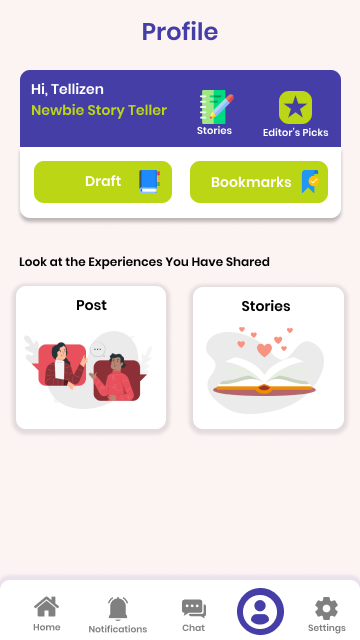 Profile
Hi, Tellizen
Newbie Story Teller
Stories
Editor's Picks
Draft
Bookmarks
Look at the Experiences You Have Shared
Post
Stories
Home
Notifications
Chat
Settings